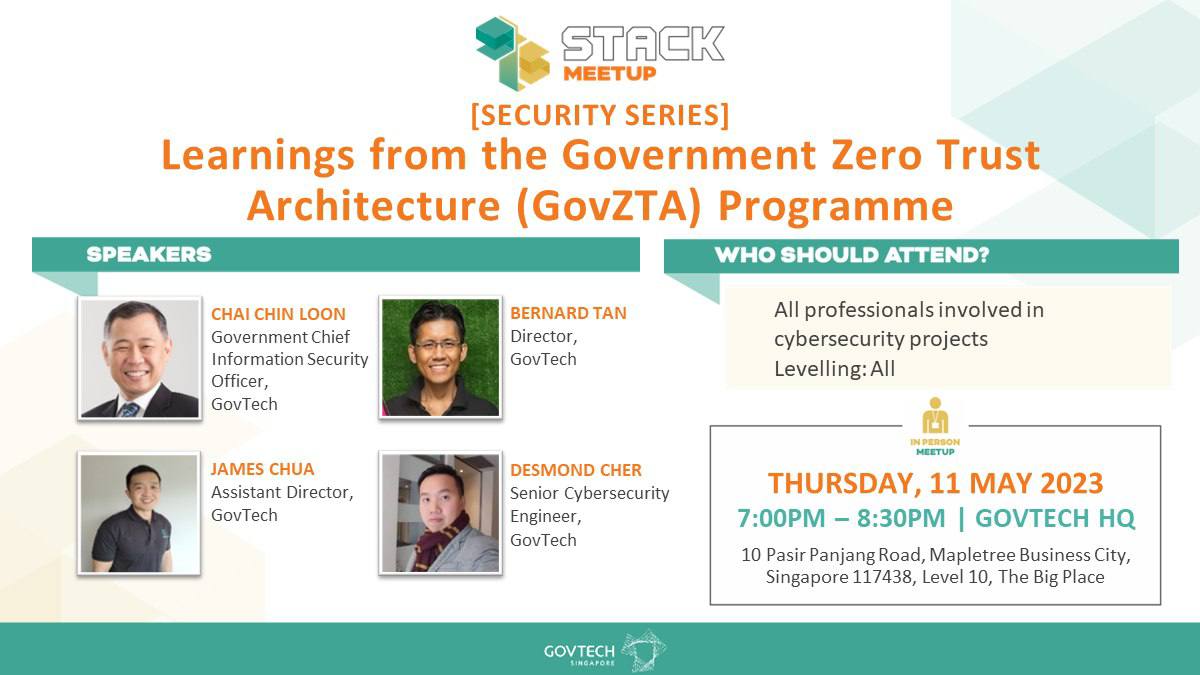 STACK
MEETUP
[SECURITY SERIES]
Learnings from the Government Zero Trust
Architecture (GovZTA) Programme
SPEAKERS
CHAI CHIN LOON
Government Chief
Information Security
Officer,
GovTech
BERNARD TAN
Director,
GovTech
JAMES CHUA
Assistant Director,
GovTech
DESMOND CHER
Senior Cybersecurity
Engineer,
GovTech
WHO SHOULD ATTEND?
All professionals involved in
cybersecurity projects
Levelling: All
IN PERSON
MEETUP
THURSDAY, 11 MAY 2023
7:00PM – 8:30PM | GOVTECH HQ
10 Pasir Panjang Road, Mapletree Business City,
Singapore 117438, Level 10, The Big Place
GOVTECH
SINGAPORE